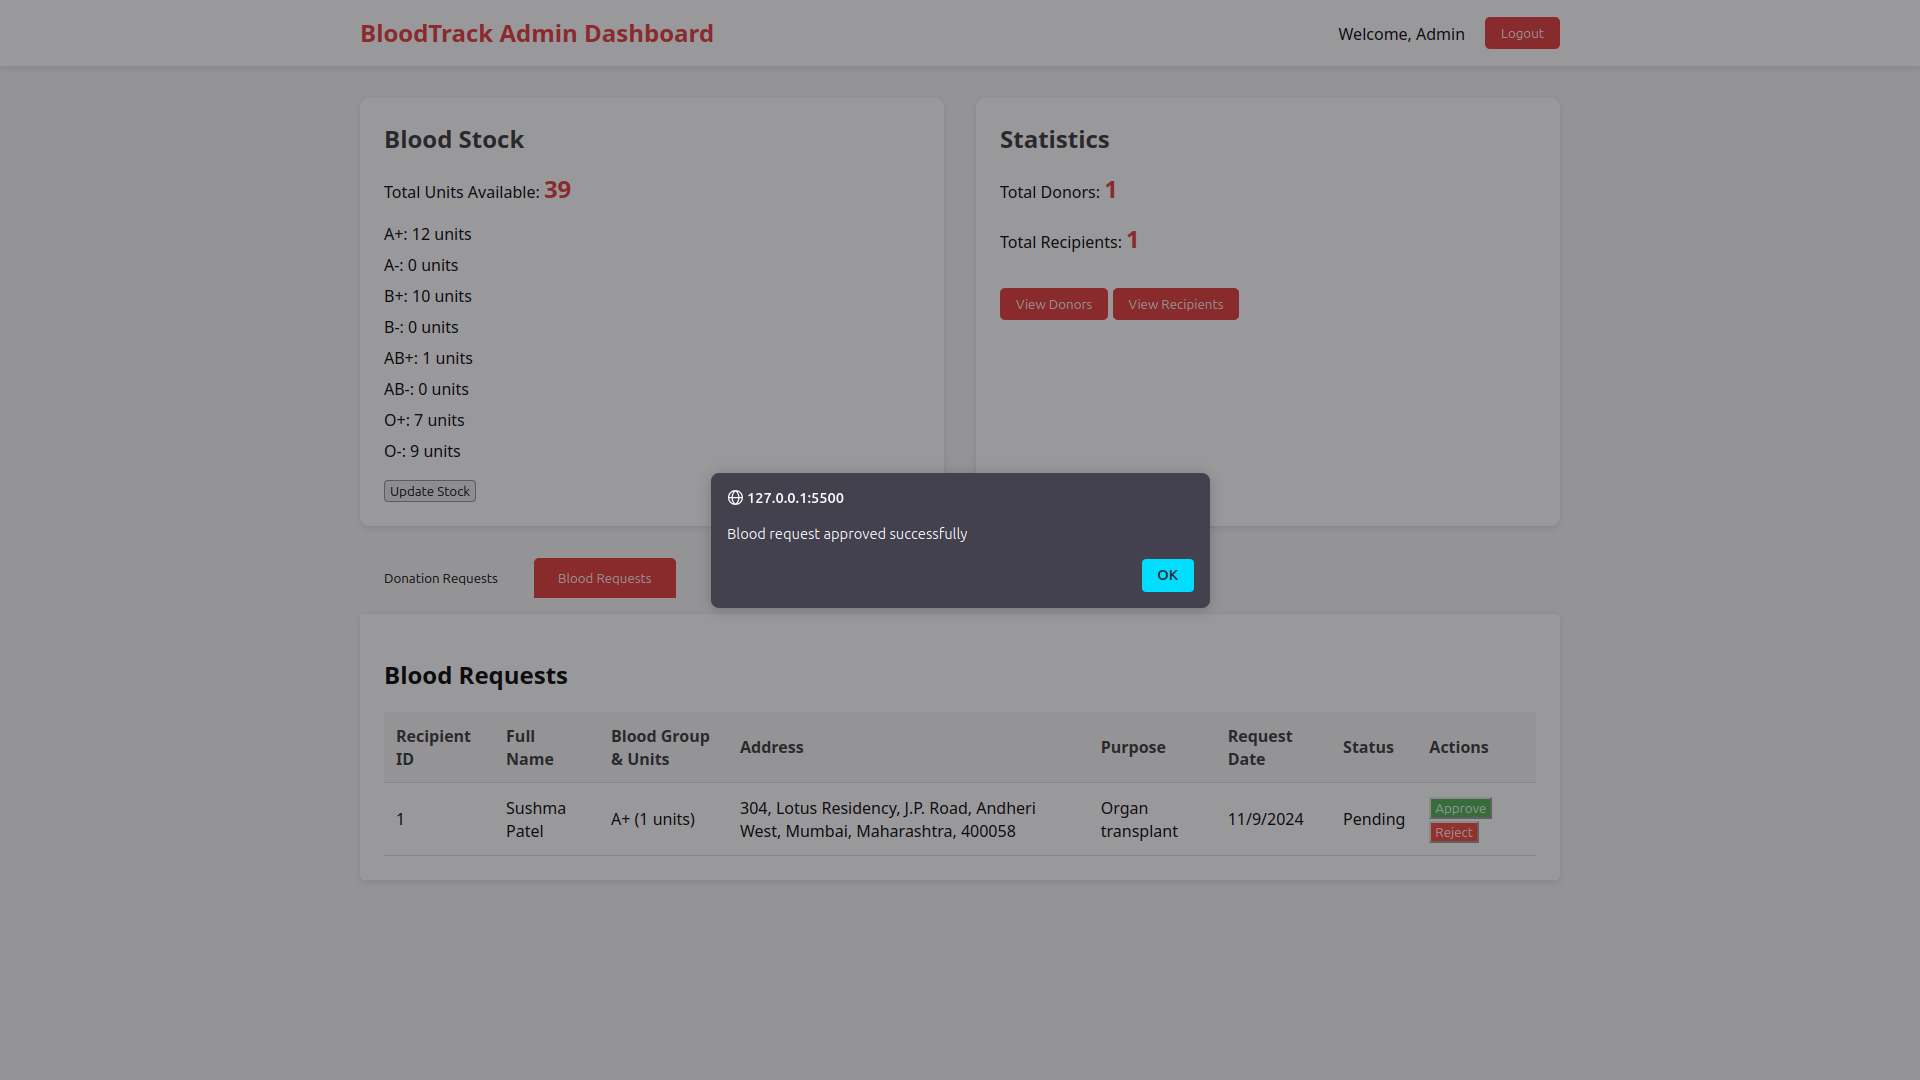 BloodTrack Admin Dashboard
Welcome, Admin
Logout
Blood Stock
Total Units Available: 39
A+: 12 units
A-: 0 units
B+: 10 units
B-: 0 units
AB+: 1 units
AB-: 0 units
O+: 7 units
O-: 9 units
Update Stock
Statistics
Total Donors: 1
Total Recipients: 1
View Donors
View Recipients
127.0.0.1:5500
Blood request approved successfully
OK
Donation Requests
Blood Requests
Blood Requests
Recipient
ID
Full
Name
Blood Group
& Units
Address
Purpose
Request
Date
Status
Actions
1
Sushma
Patel
A+ (1 units)
304, Lotus Residency, J.P. Road, Andheri
West, Mumbai, Maharashtra, 400058
Organ
transplant
11/9/2024
Pending
Approve
Reject